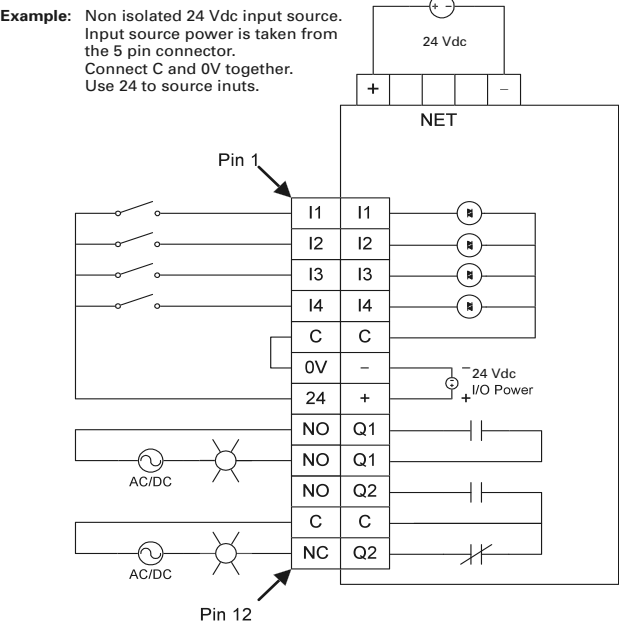 Example: Non isolated 24 Vdc input source.
Input source power is taken from
the 5 pin connector.
Connect C and 0V together.
Use 24 to source inuts.
+ −
24 Vdc
+ −
NET
Pin 1
I1 I1
I2 I2
I3 I3
I4 I4
C C
0V −
24 +
− 24 Vdc
+ I/O Power
NO Q1
NO Q1
AC/DC
NO Q2
C C
NC Q2
AC/DC
Pin 12